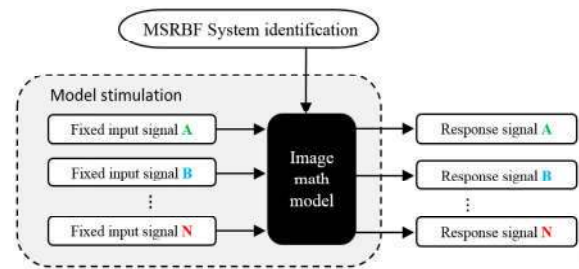 MSRBF System identification
Model stimulation
Fixed input signal A
Response signal A
Fixed input signal B
Response signal B
Image
math
model
⋮
⋮
Fixed input signal N
Response signal N